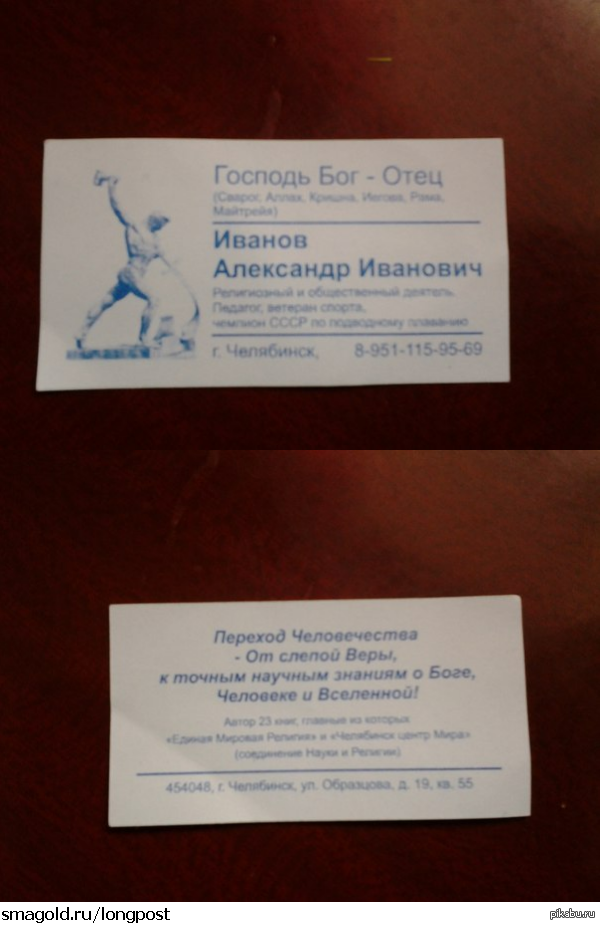 Господь Бог - Отец
(Сварог, Аллах, Кришна, Иегова, Рама,
Майтрейя)
Иванов
Александр Иванович
Религиозный и общественный деятель.
Педагог, ветеран спорта,
чемпион СССР по подводному плаванию
г. Челябинск, 8-951-115-95-69
Переход Человечества
- От слепой Веры,
к точным научным знаниям о Боге,
Человеке и Вселенной!
Автор 23 книг, главные из которых
«Единая Мировая Религия» и «Челябинск центр Мира»
(соединение Науки и Религии)
454048, г. Челябинск, ул. Образцова, д. 19, кв. 55
smagold.ru/longpost
pikabu.ru